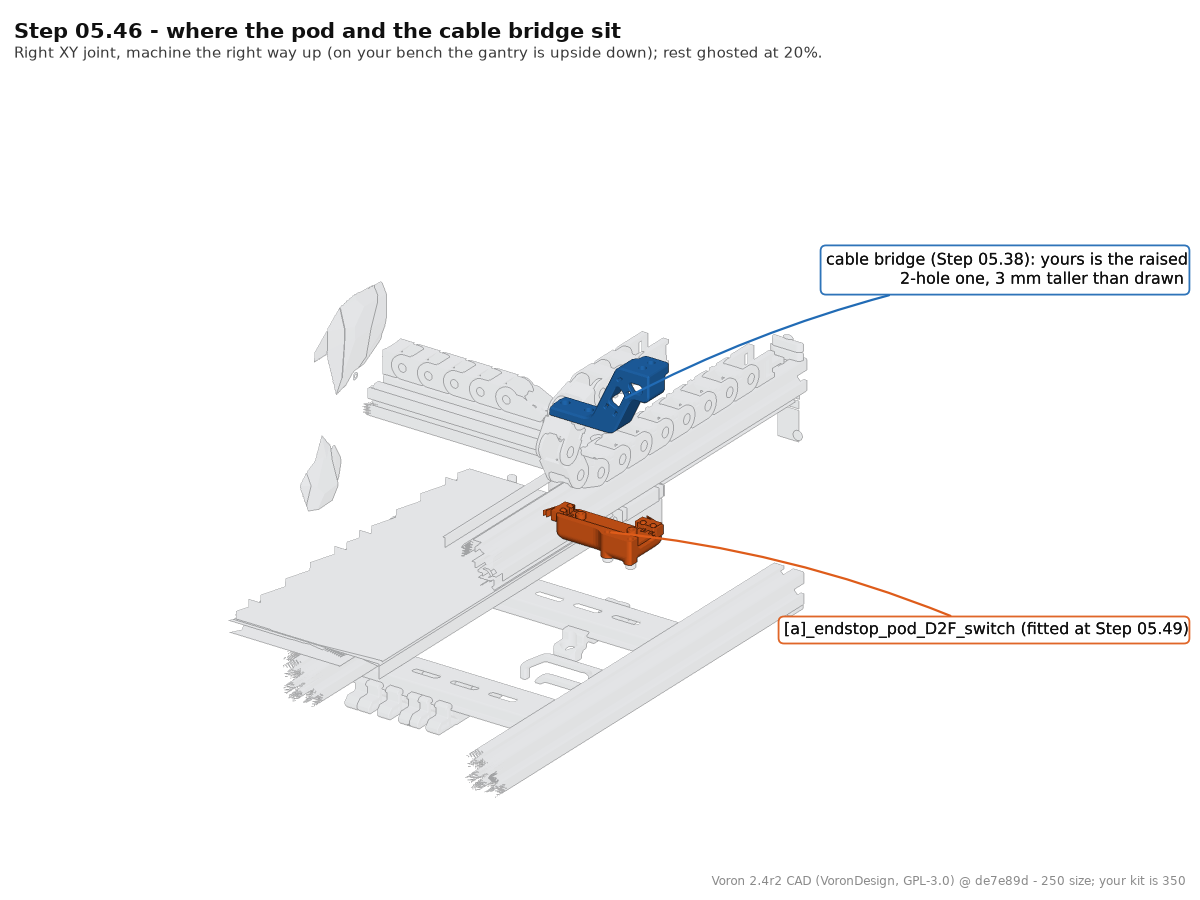 Step 05.46 - where the pod and the cable bridge sit
Right XY joint, machine the right way up (on your bench the gantry is upside down); rest ghosted at 20%.
cable bridge (Step 05.38): yours is the raised
2-hole one, 3 mm taller than drawn
[a]_endstop_pod_D2F_switch (fitted at Step 05.49)
Voron 2.4r2 CAD (VoronDesign, GPL-3.0) @ de7e89d - 250 size; your kit is 350